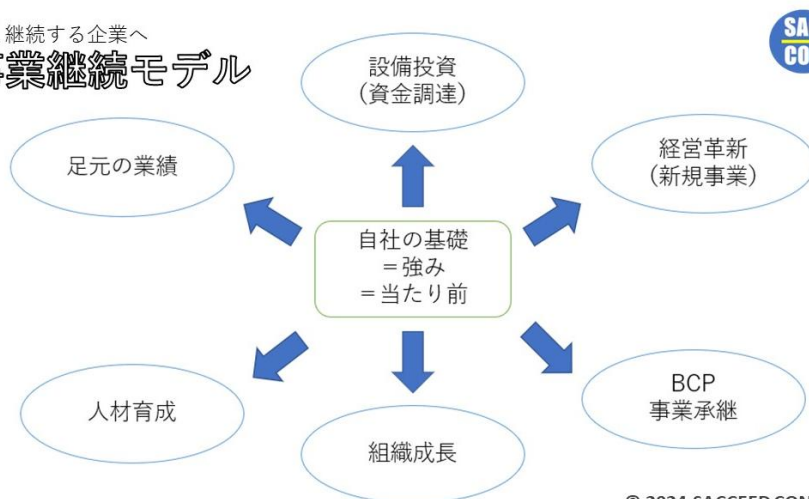 継続する企業へ
業継続モデル
設備投資
（資金調達）
足元の業績
経営革新
（新規事業）
自社の基礎
＝強み
＝当たり前
人材育成
組織成長
BCP
事業承継